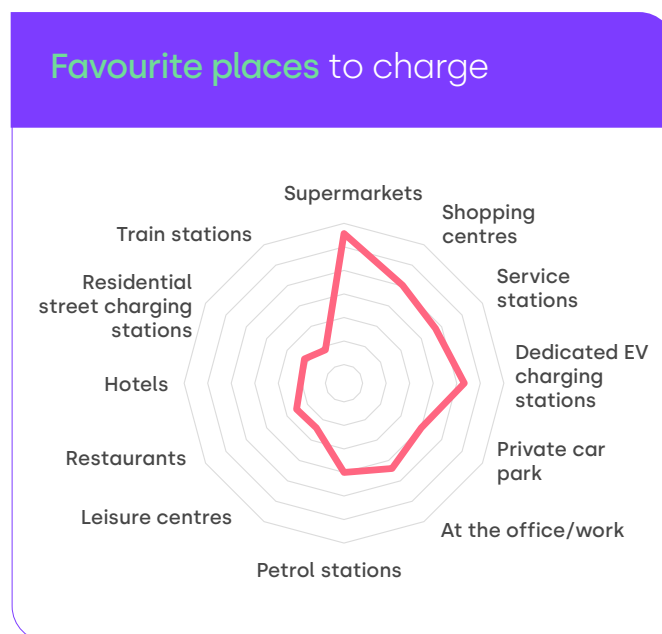 Favourite places to charge
Supermarkets
Shopping
centres
Service
stations
Dedicated EV
charging
stations
Private car
park
At the office/work
Petrol stations
Leisure centres
Restaurants
Hotels
Residential
street charging
stations
Train stations